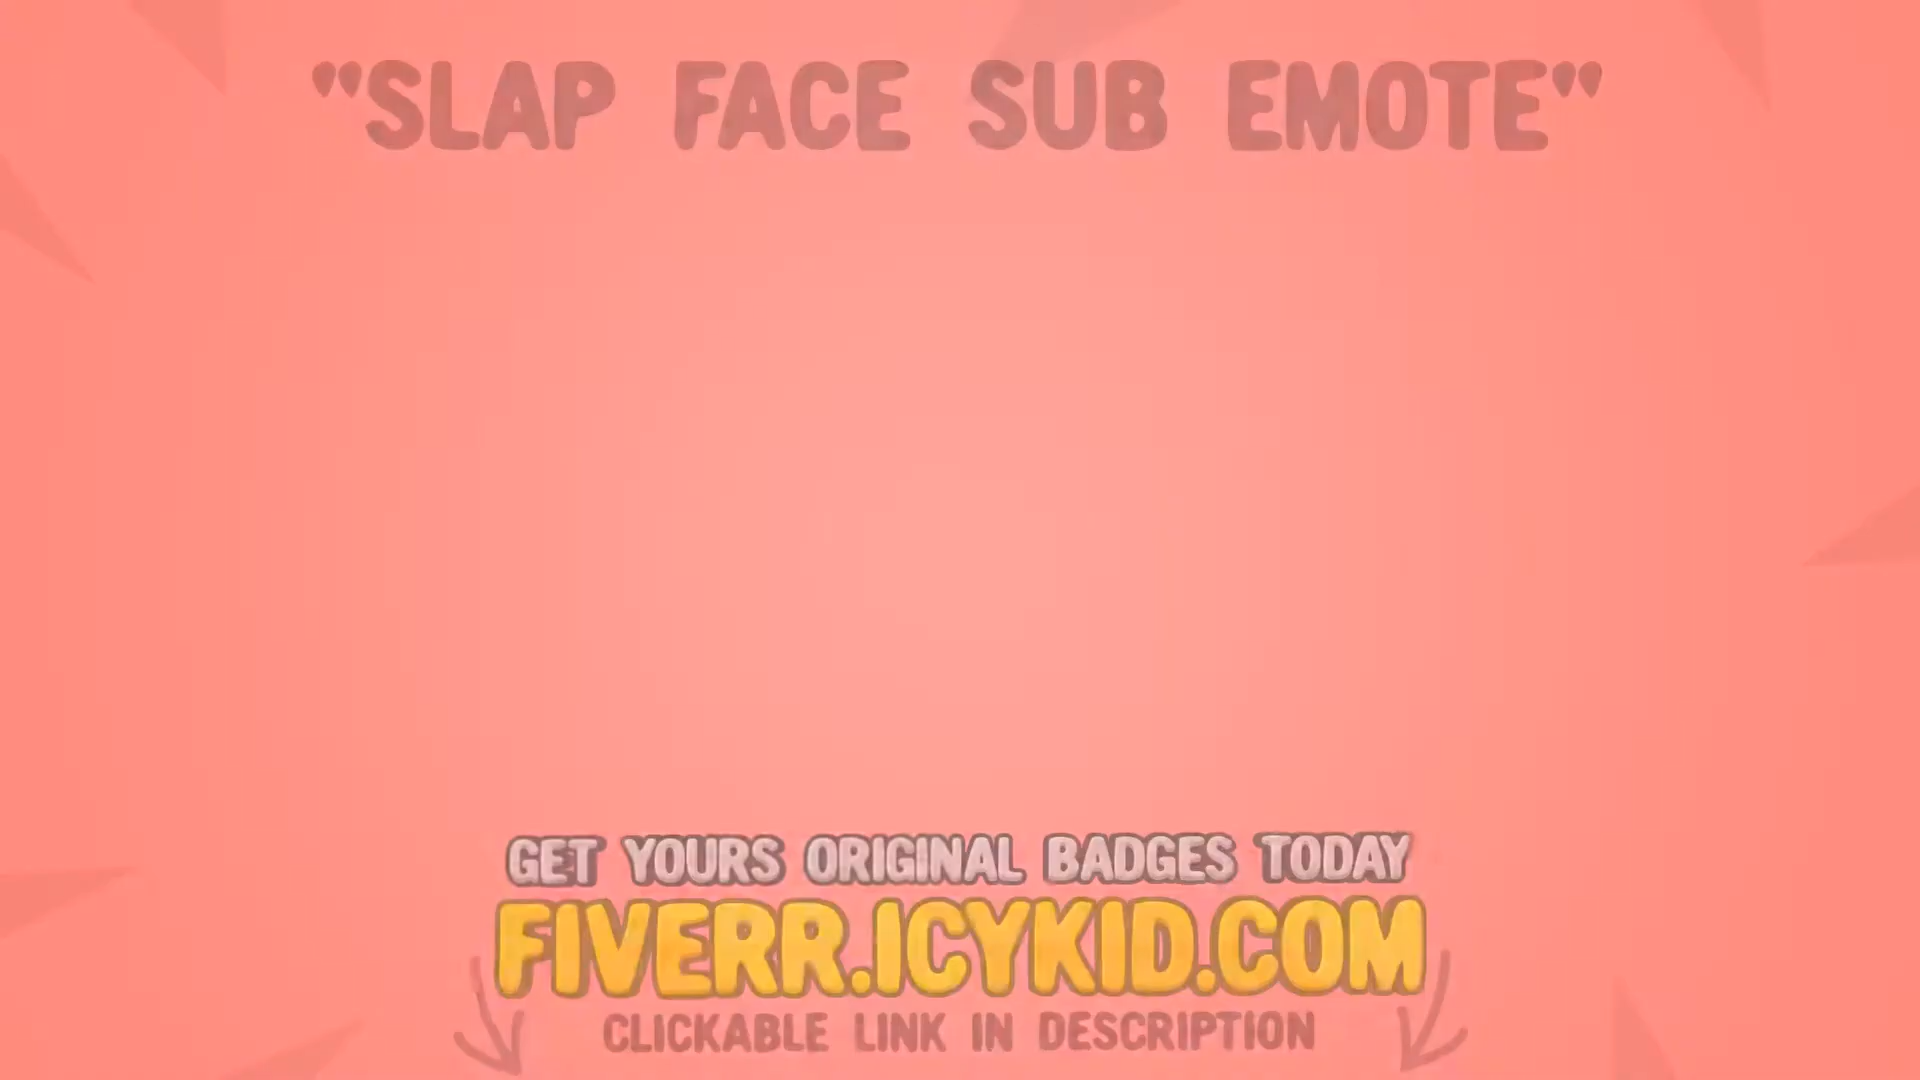 "SLAP FACE SUB EMOTE"
GET YOURS ORIGINAL BADGES TODAY
FIVERR.ICYKID.COM
CLICKABLE LINK IN DESCRIPTION